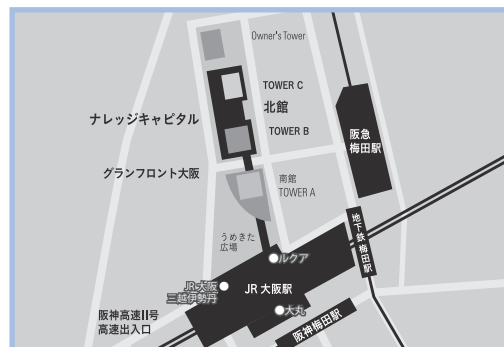 Owner's Tower
TOWER C
北館
ナレッジキャピタル
TOWER B
阪急
梅田駅
グランフロント大阪
南館
TOWER A
地下鉄梅田駅
うめきた
広場
ルクア
JR大阪
三越伊勢丹
JR 大阪駅
大丸
阪神高速11号
高速出入口
阪神梅田駅